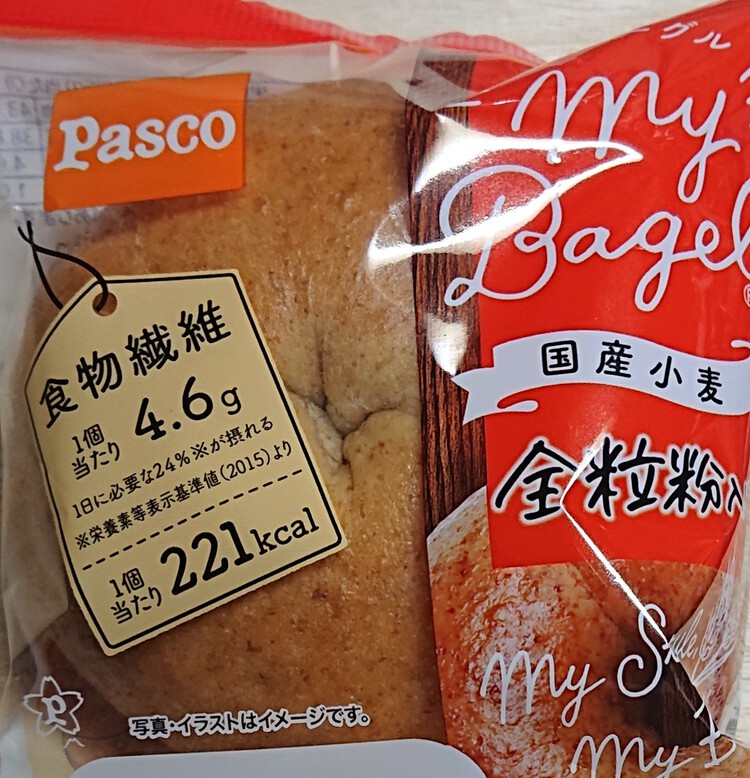 Pasco
グル
My
Bagel
国産小麦
全粒粉入
食物繊維
1個当たり 4.6g
1日に必要な24%※が摂れる
※栄養素等表示基準値(2015)より
1個当たり 221kcal
My Smile,
My
P
写真・イラストはイメージです。